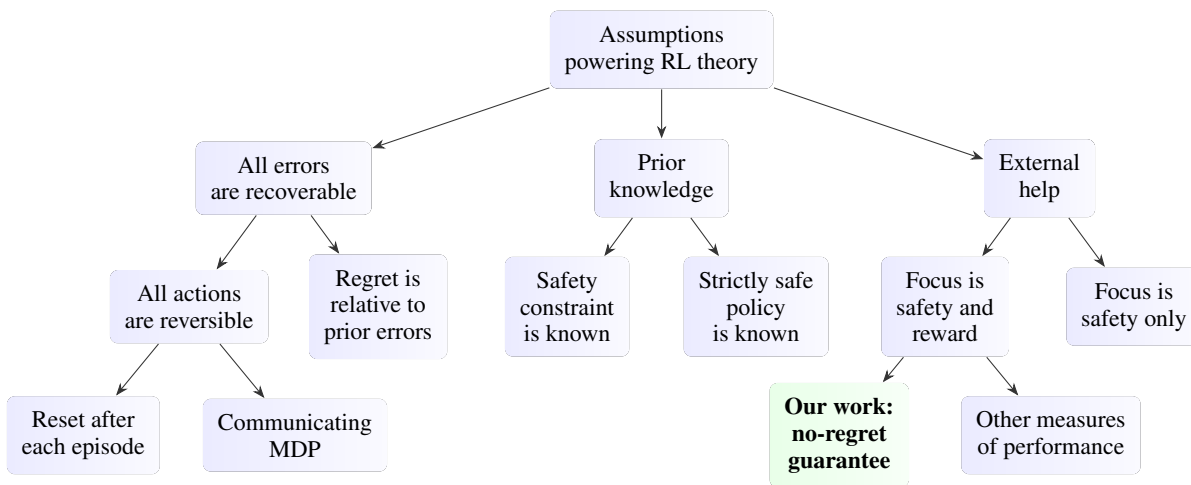 Assumptions
powering RL theory
All errors
are recoverable
Prior
knowledge
External
help
All actions
are reversible
Regret is
relative to
prior errors
Safety
constraint
is known
Strictly safe
policy
is known
Focus is
safety and
reward
Focus is
safety only
Reset after
each episode
Communicating
MDP
Our work:
no-regret
guarantee
Other measures
of performance